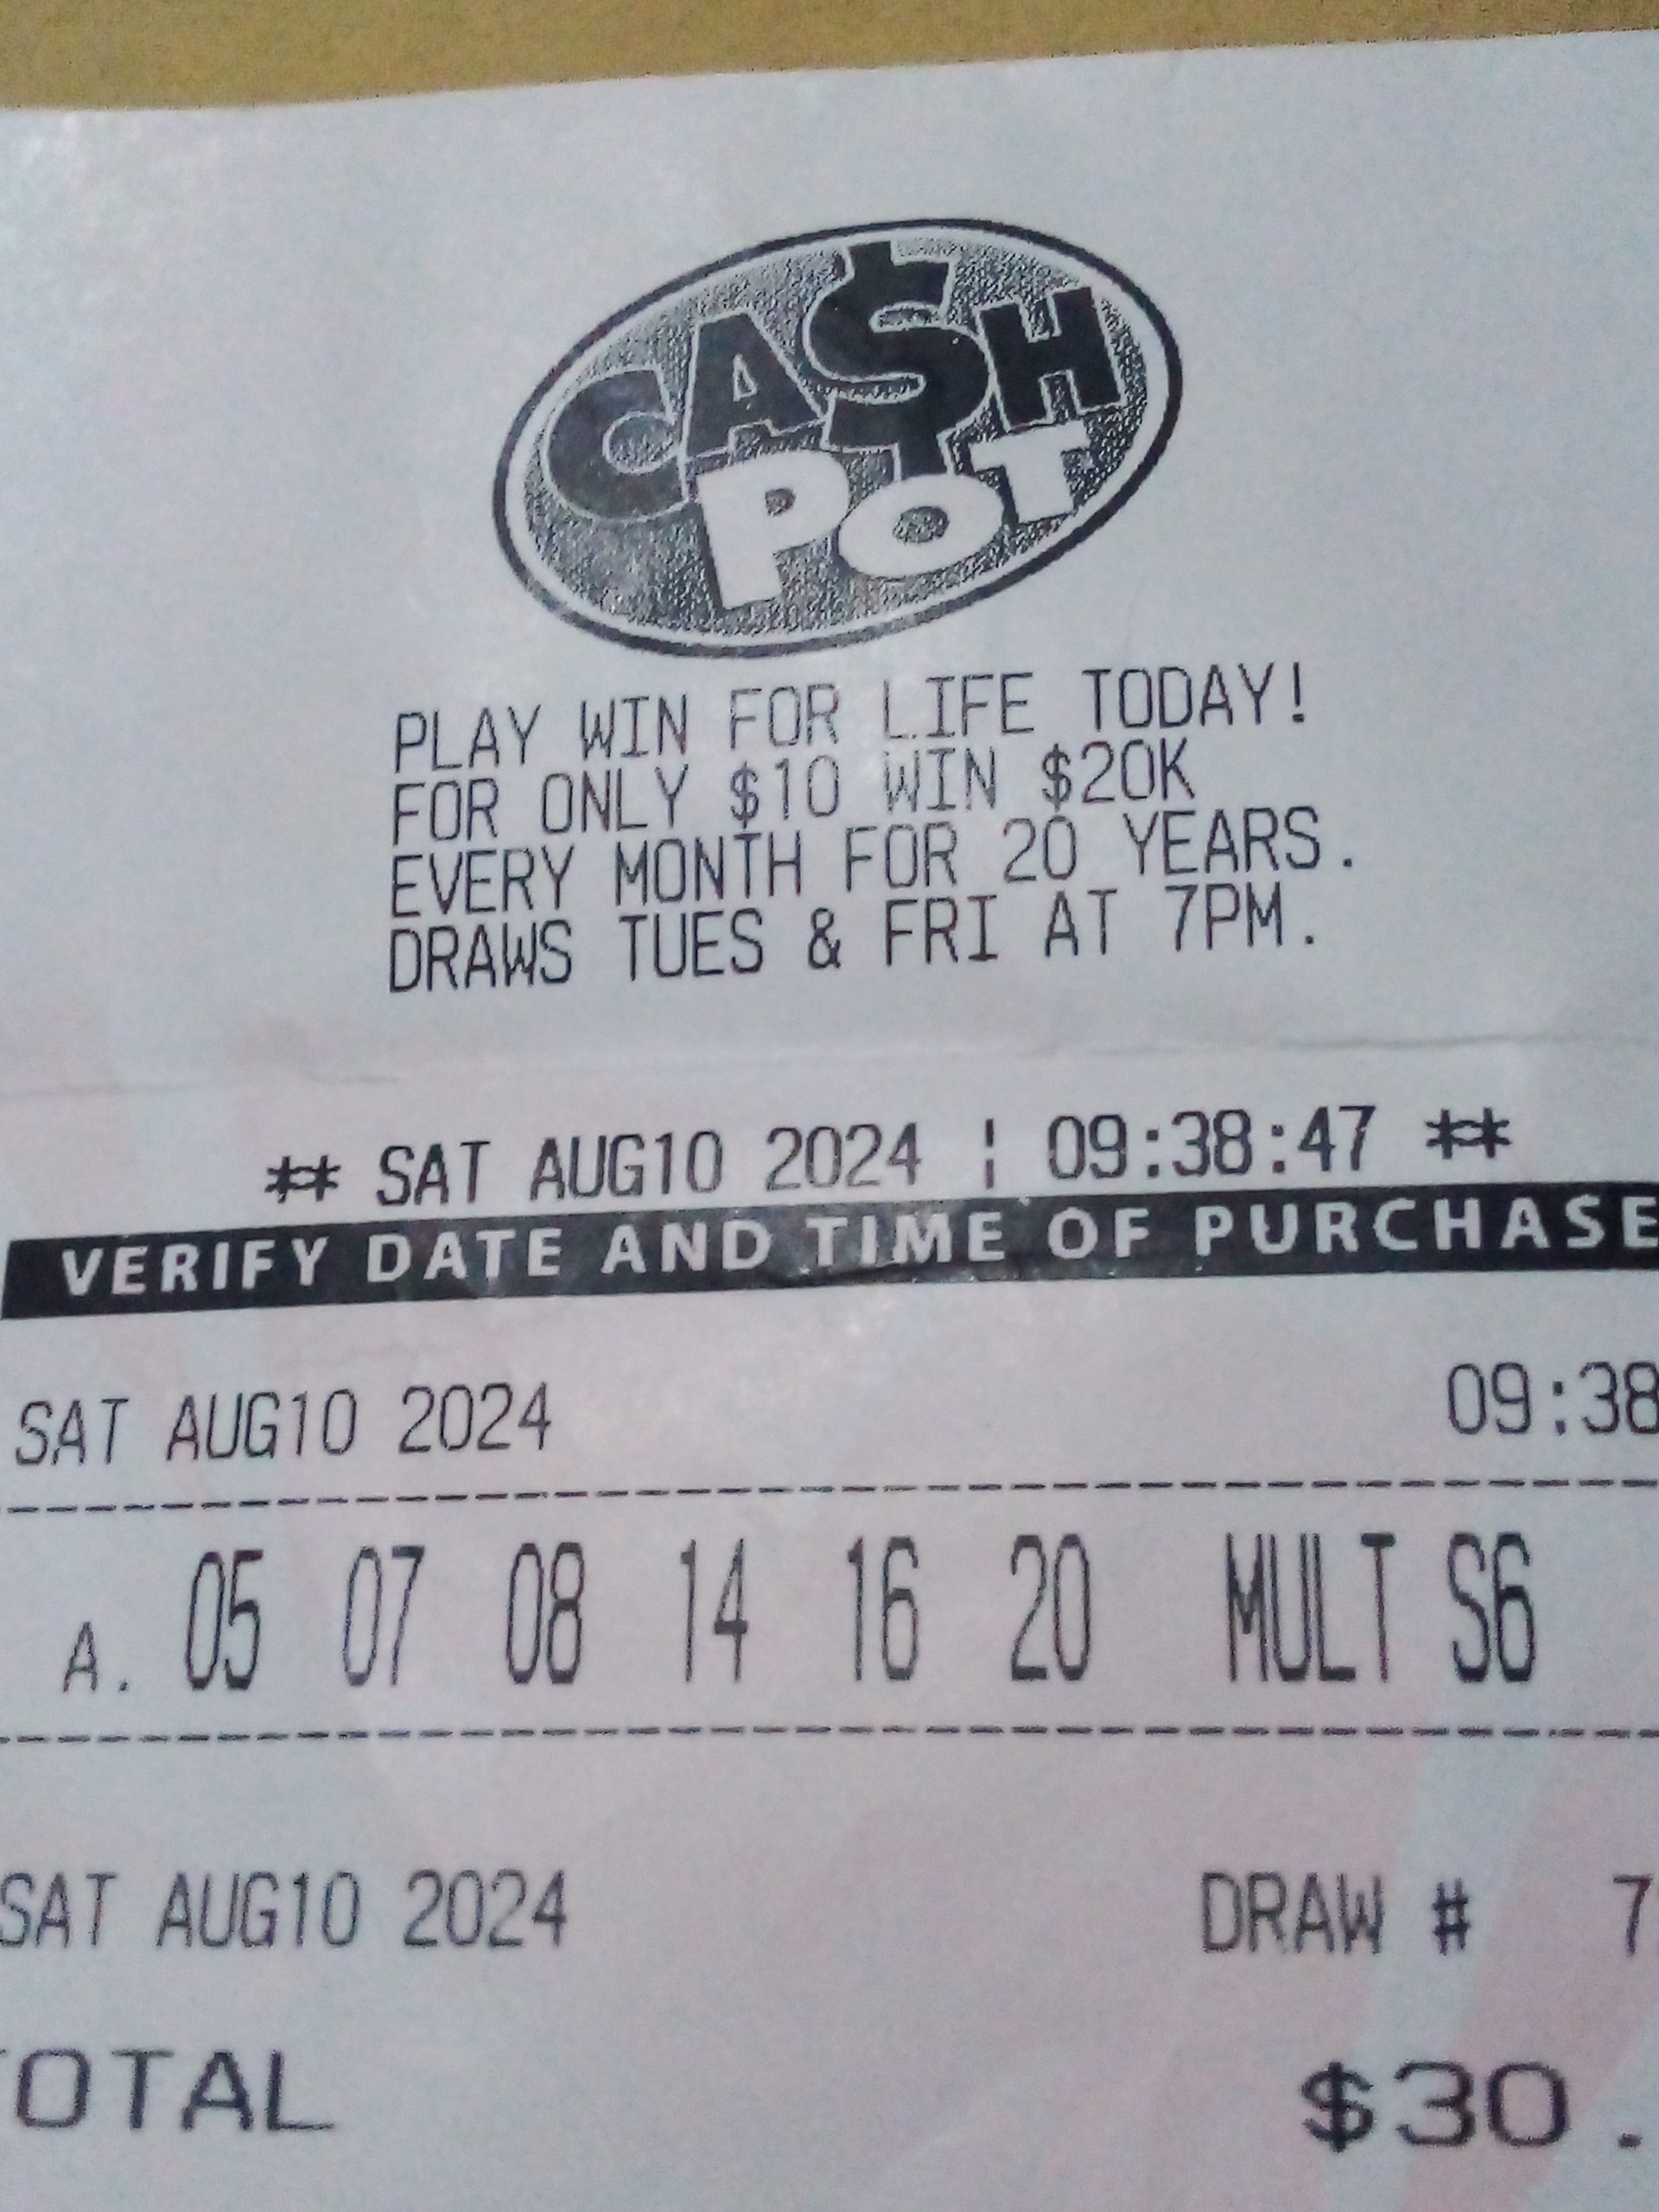 CA$H
POT
PLAY WIN FOR LIFE TODAY!
FOR ONLY $10 WIN $20K
EVERY MONTH FOR 20 YEARS.
DRAWS TUES & FRI AT 7PM.
** SAT AUG10 2024 ¦ 09:38:47 **
VERIFY DATE AND TIME OF PURCHASE
SAT AUG10 2024 09:38
A. 05 07 08 14 16 20 MULT S6
SAT AUG10 2024 DRAW #
OTAL $30.